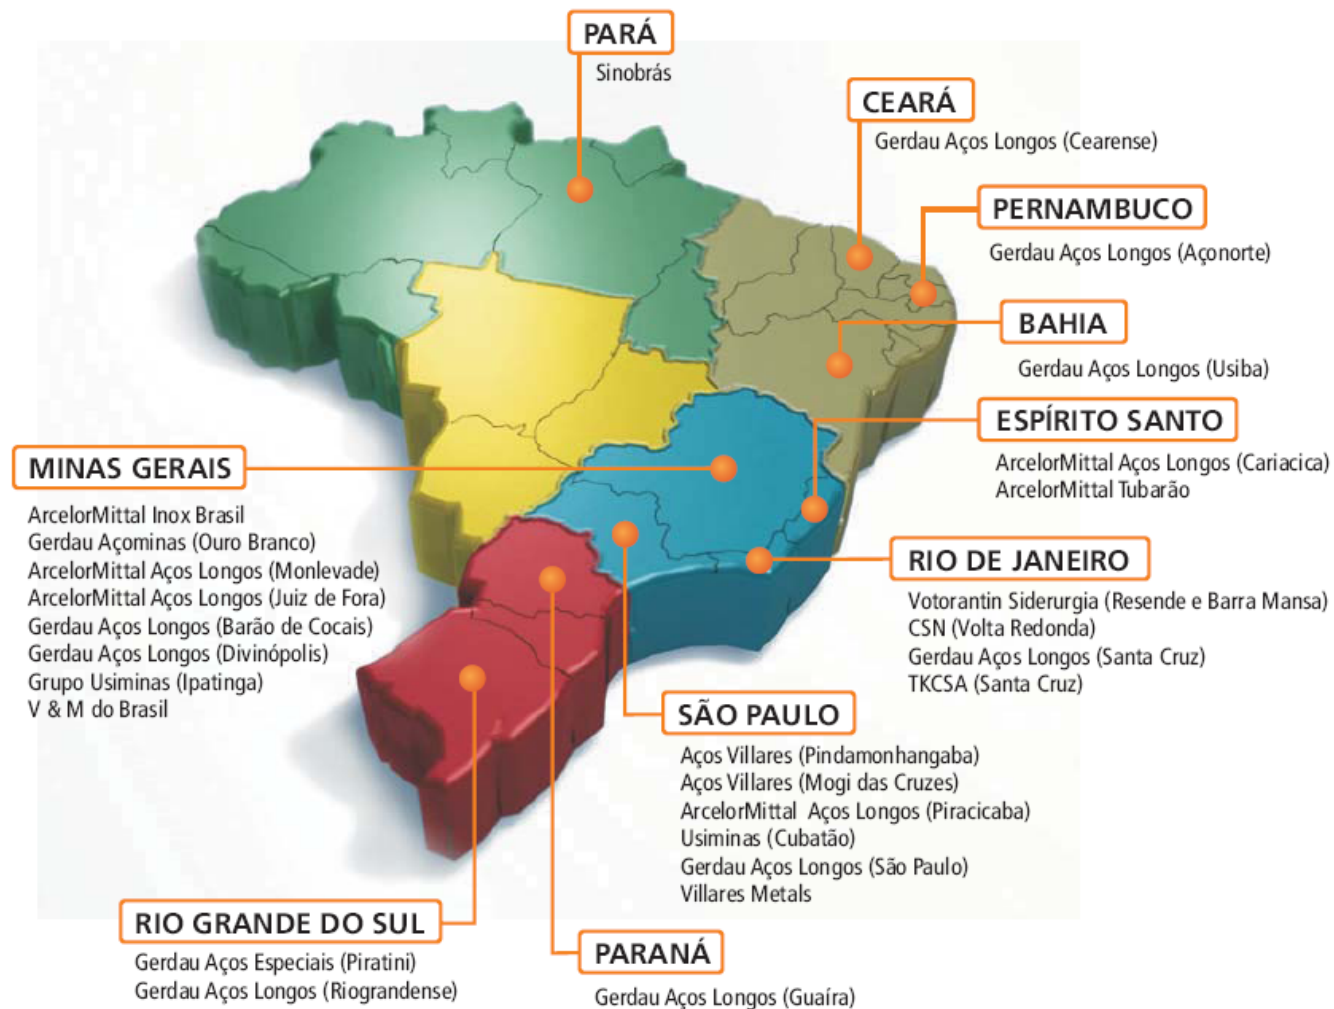 PARÁ
Sinobrás
CEARÁ
Gerdau Aços Longos (Cearense)
PERNAMBUCO
Gerdau Aços Longos (Açonorte)
BAHIA
Gerdau Aços Longos (Usiba)
ESPÍRITO SANTO
ArcelorMittal Aços Longos (Cariacica)
ArcelorMittal Tubarão
MINAS GERAIS
ArcelorMittal Inox Brasil
Gerdau Açominas (Ouro Branco)
ArcelorMittal Aços Longos (Monlevade)
ArcelorMittal Aços Longos (Juiz de Fora)
Gerdau Aços Longos (Barão de Cocais)
Gerdau Aços Longos (Divinópolis)
Grupo Usiminas (Ipatinga)
V & M do Brasil
RIO DE JANEIRO
Votorantin Siderurgia (Resende e Barra Mansa)
CSN (Volta Redonda)
Gerdau Aços Longos (Santa Cruz)
TKCSA (Santa Cruz)
SÃO PAULO
Aços Villares (Pindamonhangaba)
Aços Villares (Mogi das Cruzes)
ArcelorMittal Aços Longos (Piracicaba)
Usiminas (Cubatão)
Gerdau Aços Longos (São Paulo)
Villares Metals
RIO GRANDE DO SUL
Gerdau Aços Especiais (Piratini)
Gerdau Aços Longos (Riograndense)
PARANÁ
Gerdau Aços Longos (Guaíra)